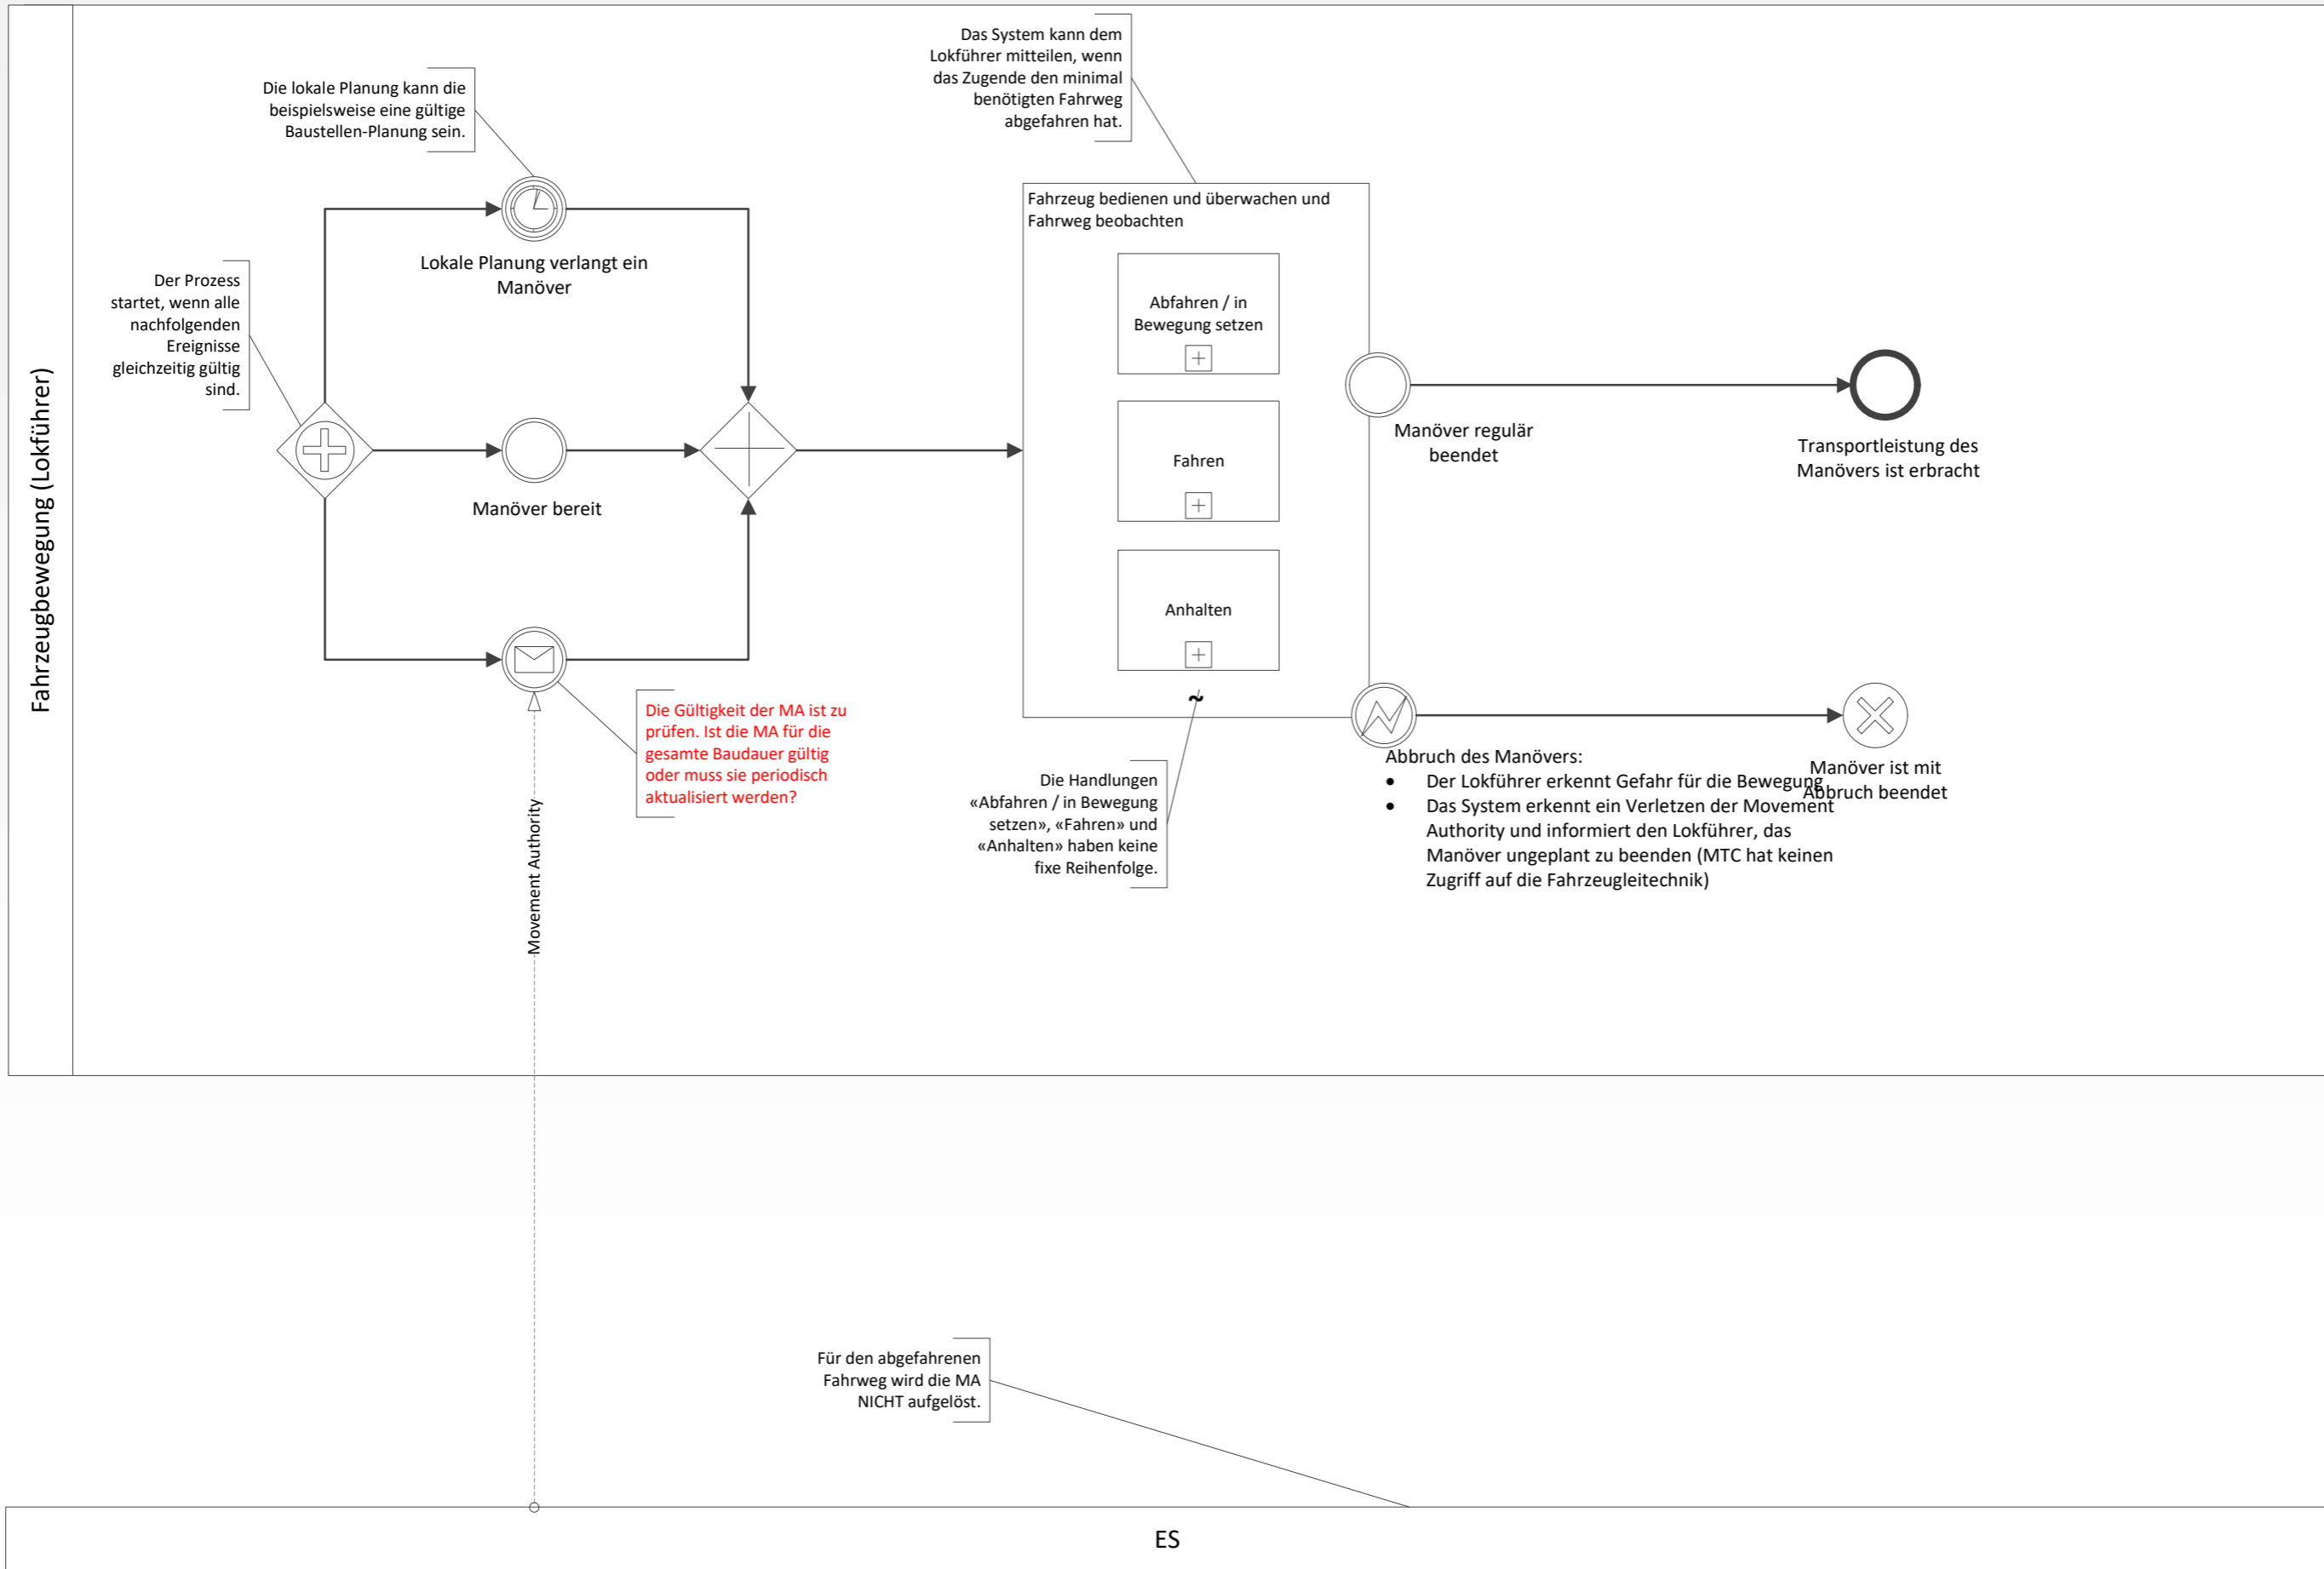 Fahrzeugbewegung (Lokführer)
Die lokale Planung kann die
beispielsweise eine gültige
Baustellen-Planung sein.
Das System kann dem
Lokführer mitteilen, wenn
das Zugende den minimal
benötigten Fahrweg
abgefahren hat.
Der Prozess
startet, wenn alle
nachfolgenden
Ereignisse
gleichzeitig gültig
sind.
Lokale Planung verlangt ein
Manöver
Manöver bereit
Die Gültigkeit der MA ist zu
prüfen. Ist die MA für die
gesamte Baudauer gültig
oder muss sie periodisch
aktualisiert werden?
Movement Authority
Fahrzeug bedienen und überwachen und
Fahrweg beobachten
Abfahren / in
Bewegung setzen
Fahren
Anhalten
~
Die Handlungen
«Abfahren / in Bewegung
setzen», «Fahren» und
«Anhalten» haben keine
fixe Reihenfolge.
Manöver regulär
beendet
Transportleistung des
Manövers ist erbracht
Abbruch des Manövers:
• Der Lokführer erkennt Gefahr für die Bewegung
• Das System erkennt ein Verletzen der Movement
Authority und informiert den Lokführer, das
Manöver ungeplant zu beenden (MTC hat keinen
Zugriff auf die Fahrzeugleitechnik)
Manöver ist mit
Abbruch beendet
Für den abgefahrenen
Fahrweg wird die MA
NICHT aufgelöst.
ES